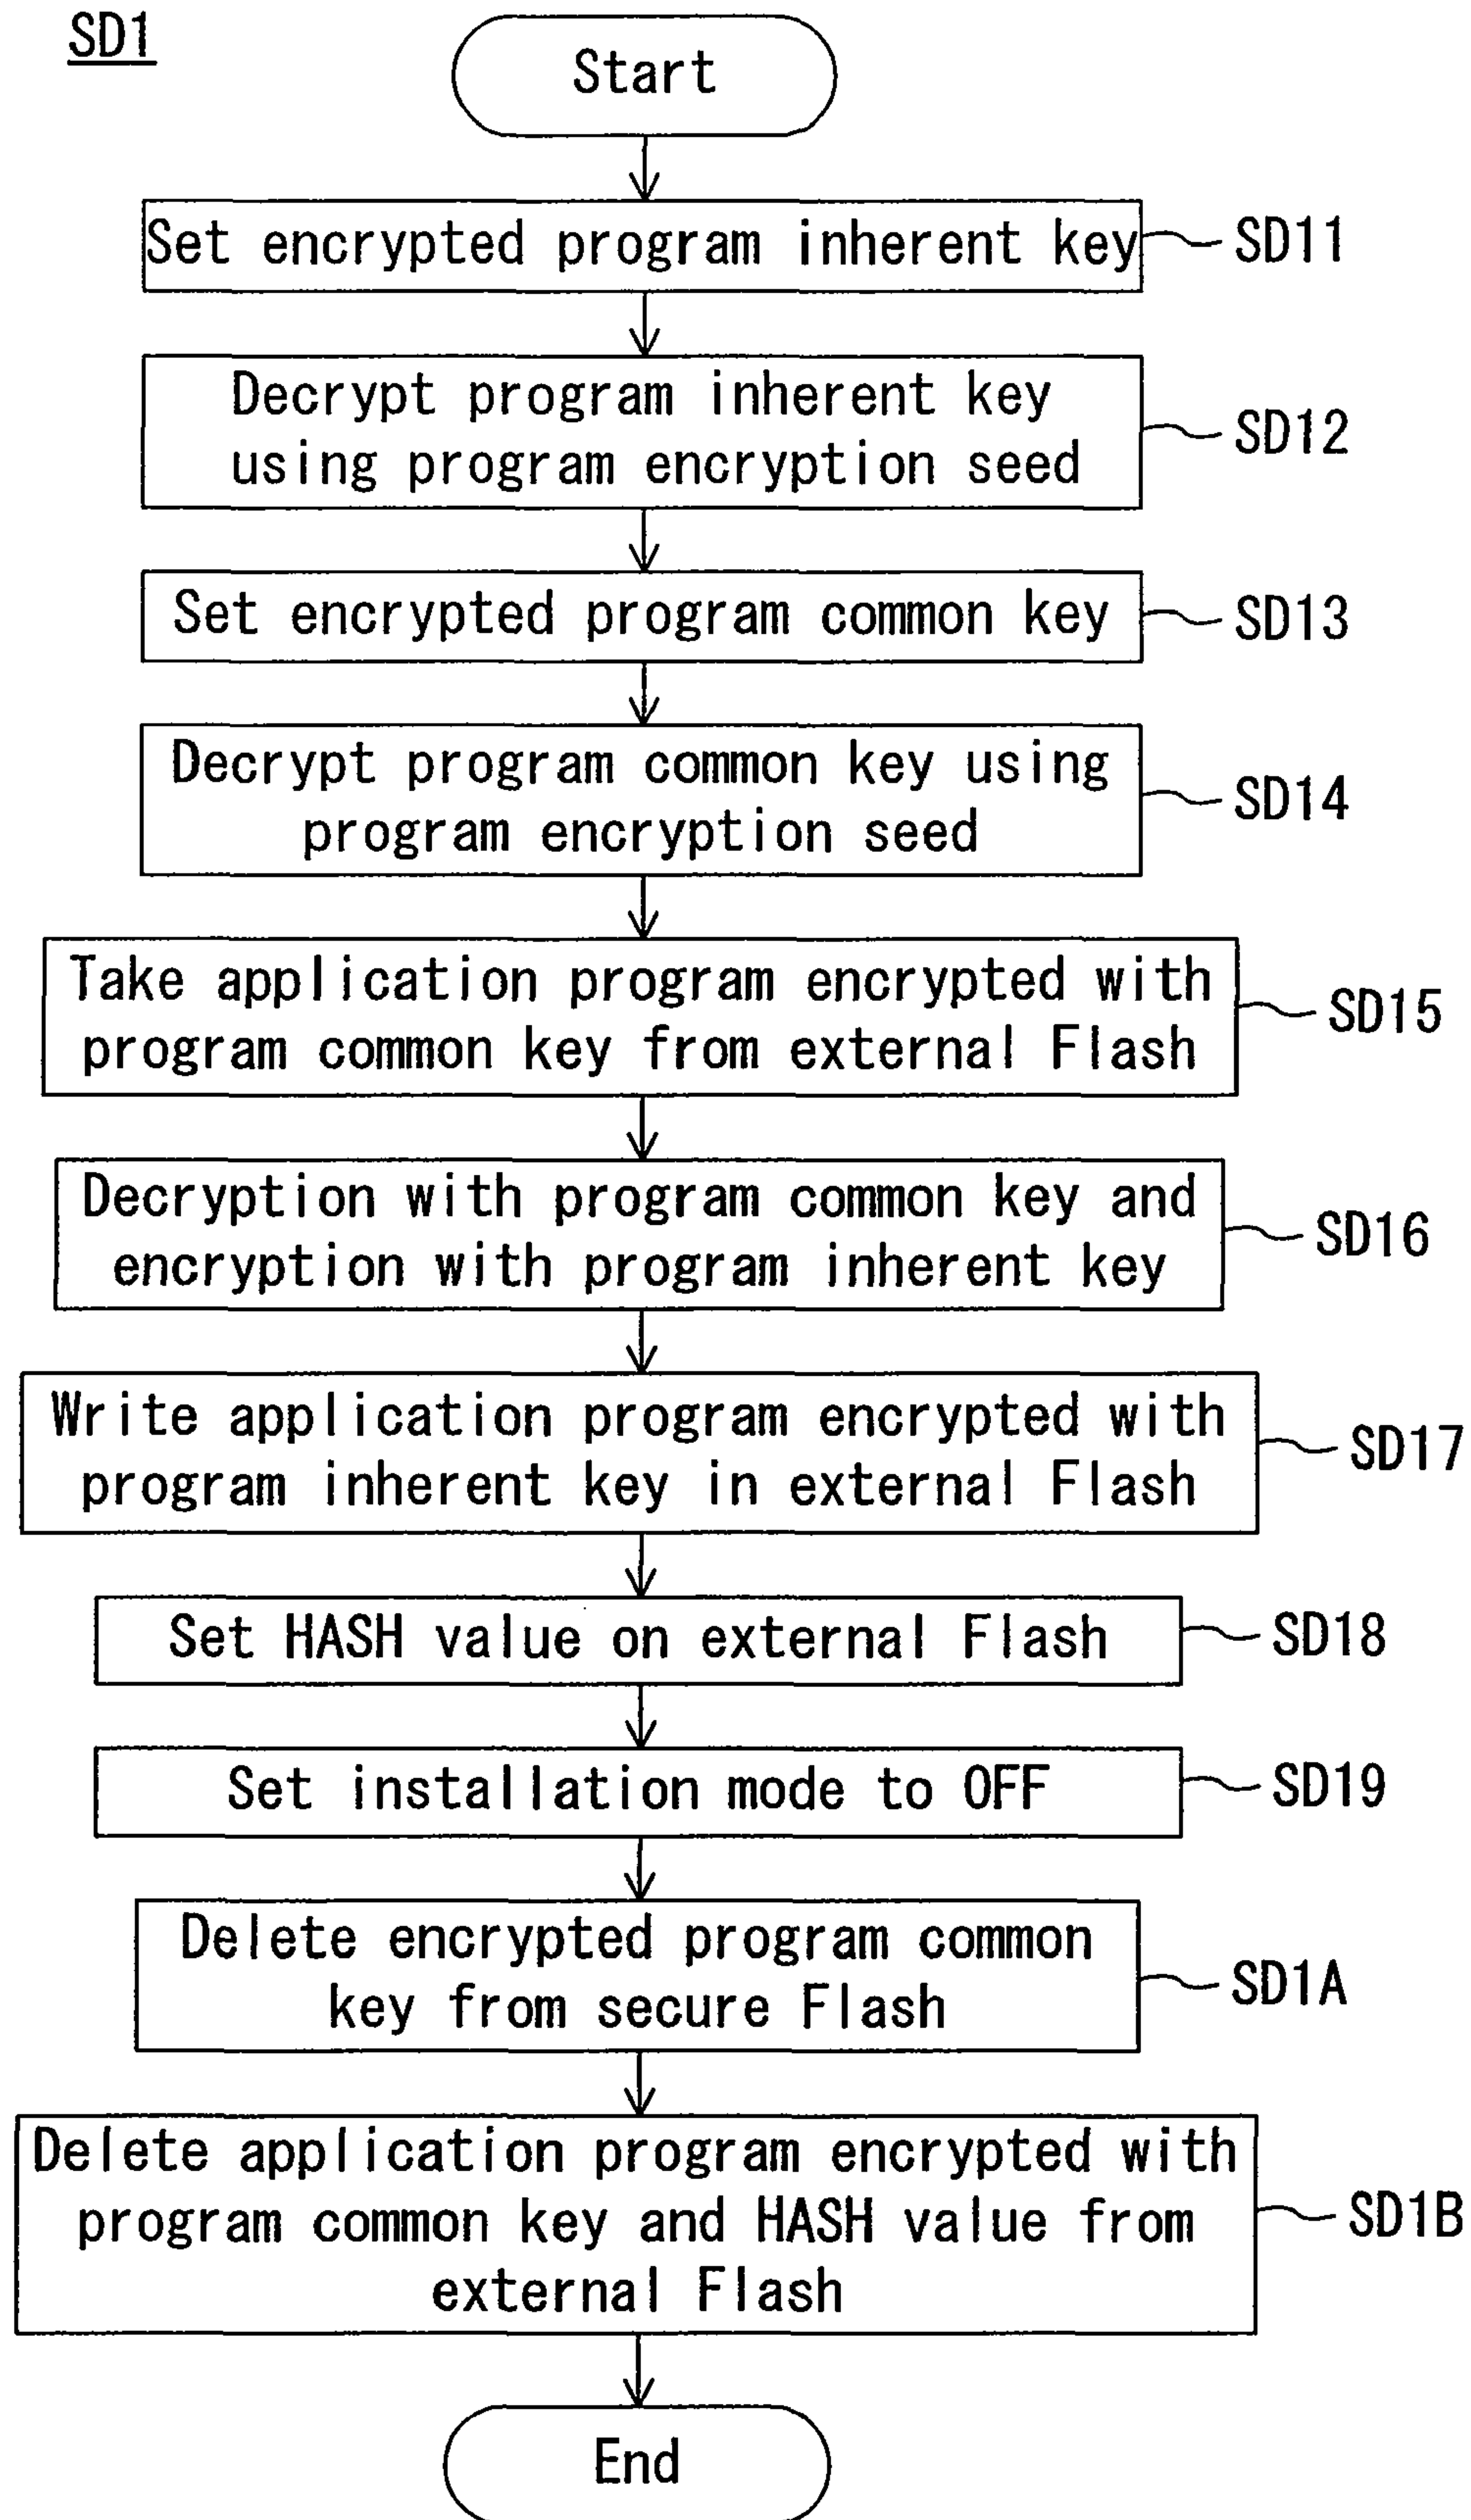 SD1
Start
Set encrypted program inherent key
SD11
Decrypt program inherent key
using program encryption seed
SD12
Set encrypted program common key
SD13
Decrypt program common key using
program encryption seed
SD14
Take application program encrypted with
program common key from external Flash
SD15
Decryption with program common key and
encryption with program inherent key
SD16
Write application program encrypted with
program inherent key in external Flash
SD17
Set HASH value on external Flash
SD18
Set installation mode to OFF
SD19
Delete encrypted program common
key from secure Flash
SD1A
Delete application program encrypted with
program common key and HASH value from
external Flash
SD1B
End